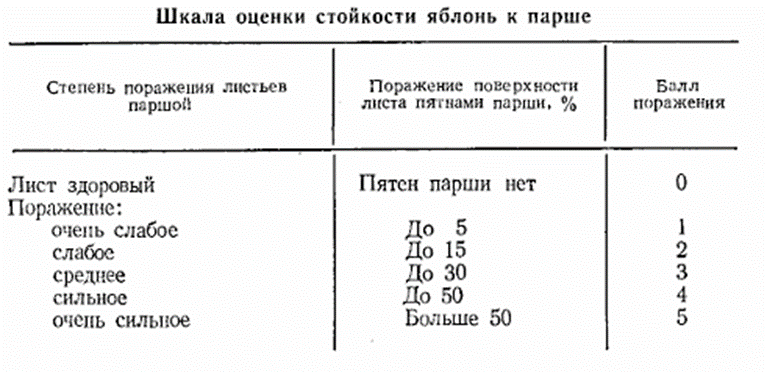 Шкала оценки стойкости яблонь к парше
Степень поражения листьев паршой
Поражение поверхности листа пятнами парши, %
Балл поражения
Лист здоровый Пятен парши нет 0
Поражение:
очень слабое До 5 1
слабое До 15 2
среднее До 30 3
сильное До 50 4
очень сильное Больше 50 5